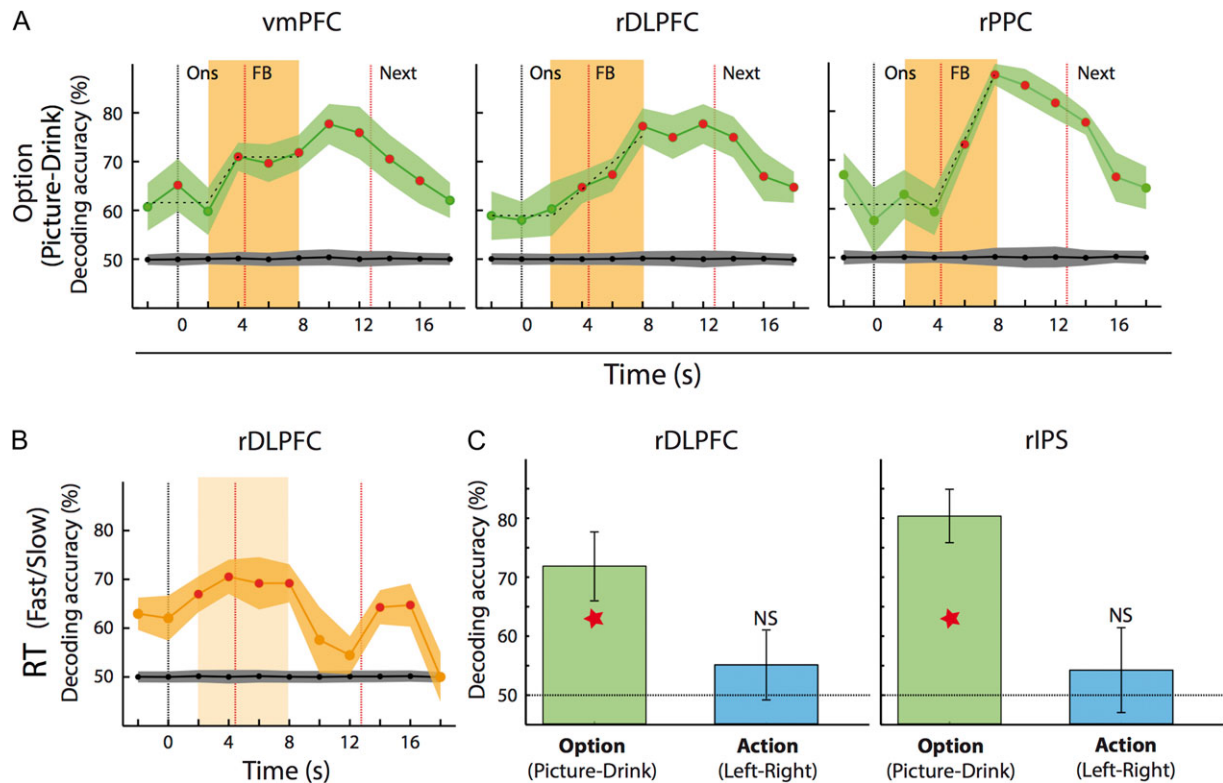 A
vmPFC
rDLPFC
rPPC
Option
(Picture-Drink)
Decoding accuracy (%)
80
70
60
50
Ons
FB
Next
Ons
FB
Next
Ons
FB
Next
0 4 8 12 16
0 4 8 12 16
0 4 8 12 16
Time (s)
B
rDLPFC
RT (Fast/Slow)
Decoding accuracy (%)
80
70
60
50
0 4 8 12 16
Time (s)
C
rDLPFC
rIPS
Decoding accuracy (%)
80
70
60
50
NS
NS
Option
(Picture-Drink)
Action
(Left-Right)
Option
(Picture-Drink)
Action
(Left-Right)